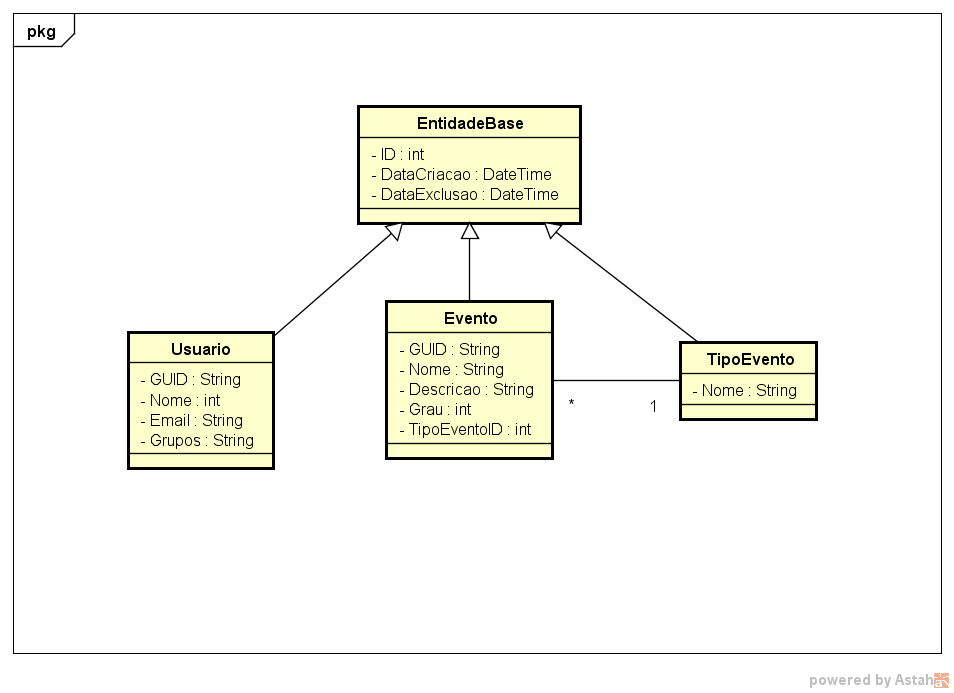 pkg
EntidadeBase
- ID : int
- DataCriacao : DateTime
- DataExclusao : DateTime
Usuario
- GUID : String
- Nome : int
- Email : String
- Grupos : String
Evento
- GUID : String
- Nome : String
- Descricao : String
- Grau : int
- TipoEventoID : int
* 1
TipoEvento
- Nome : String
powered by Astah